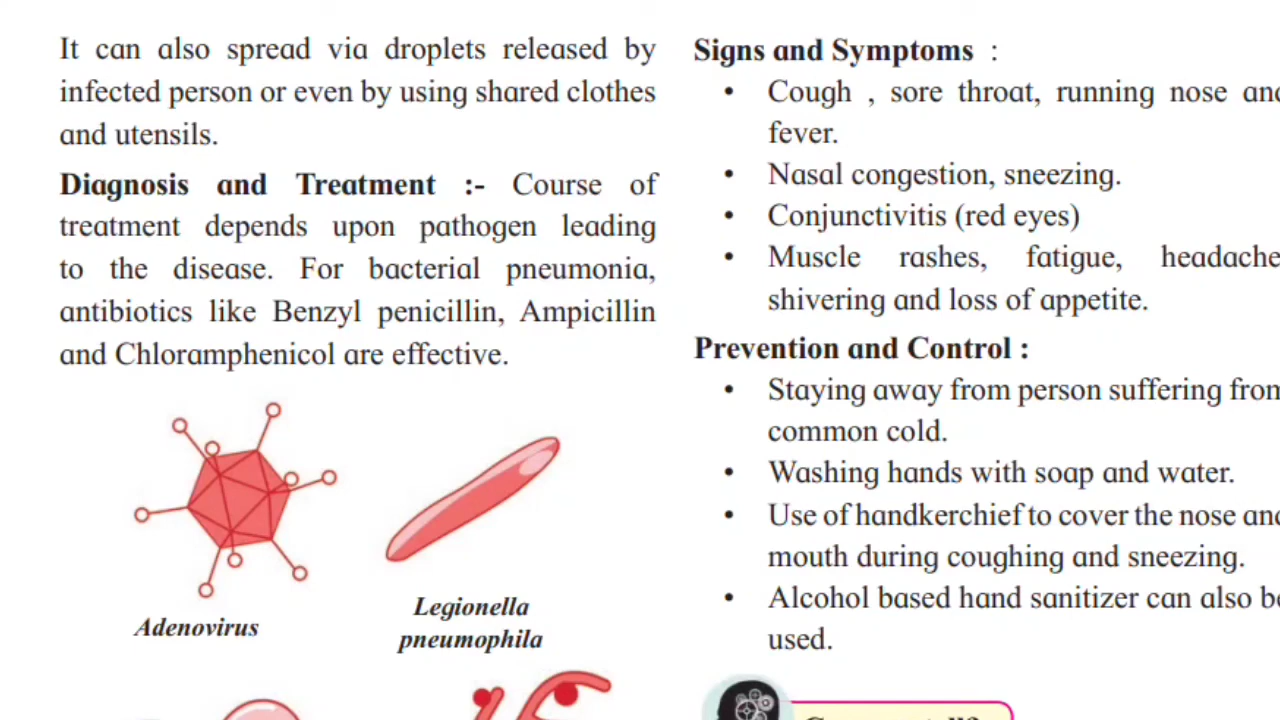 It can also spread via droplets released by
infected person or even by using shared clothes
and utensils.
Diagnosis and Treatment :- Course of
treatment depends upon pathogen leading
to the disease. For bacterial pneumonia,
antibiotics like Benzyl penicillin, Ampicillin
and Chloramphenicol are effective.
Adenovirus
Legionella
pneumophila
Signs and Symptoms :
• Cough , sore throat, running nose and
fever.
• Nasal congestion, sneezing.
• Conjunctivitis (red eyes)
• Muscle rashes, fatigue, headache
shivering and loss of appetite.
Prevention and Control :
• Staying away from person suffering from
common cold.
• Washing hands with soap and water.
• Use of handkerchief to cover the nose and
mouth during coughing and sneezing.
• Alcohol based hand sanitizer can also be
used.